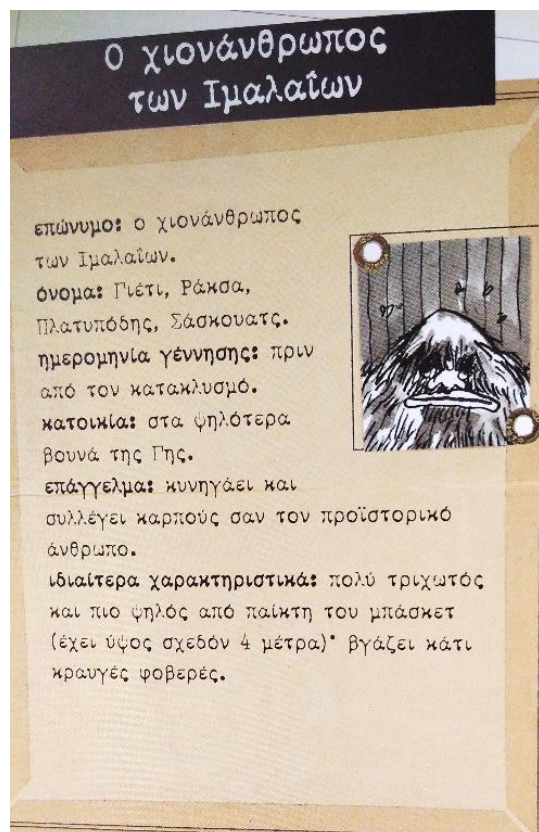 Ο χιονάνθρωπος
των Ιμαλαΐων
επώνυμο: ο χιονάνθρωπος
των Ιμαλαΐων.
όνομα: Γιέτι, Ράκσα,
Πλατυπόδης, Σάσκουατς.
ημερομηνία γέννησης: πριν
από τον κατακλυσμό.
κατοικία: στα ψηλότερα
βουνά της Γης.
επάγγελμα: κυνηγάει και
συλλέγει καρπούς σαν τον προϊστορικό
άνθρωπο.
ιδιαίτερα χαρακτηριστικά: πολύ τριχωτός
και πιο ψηλός από παίκτη του μπάσκετ
(έχει ύψος σχεδόν 4 μέτρα)· βγάζει κάτι
κραυγές φοβερές.